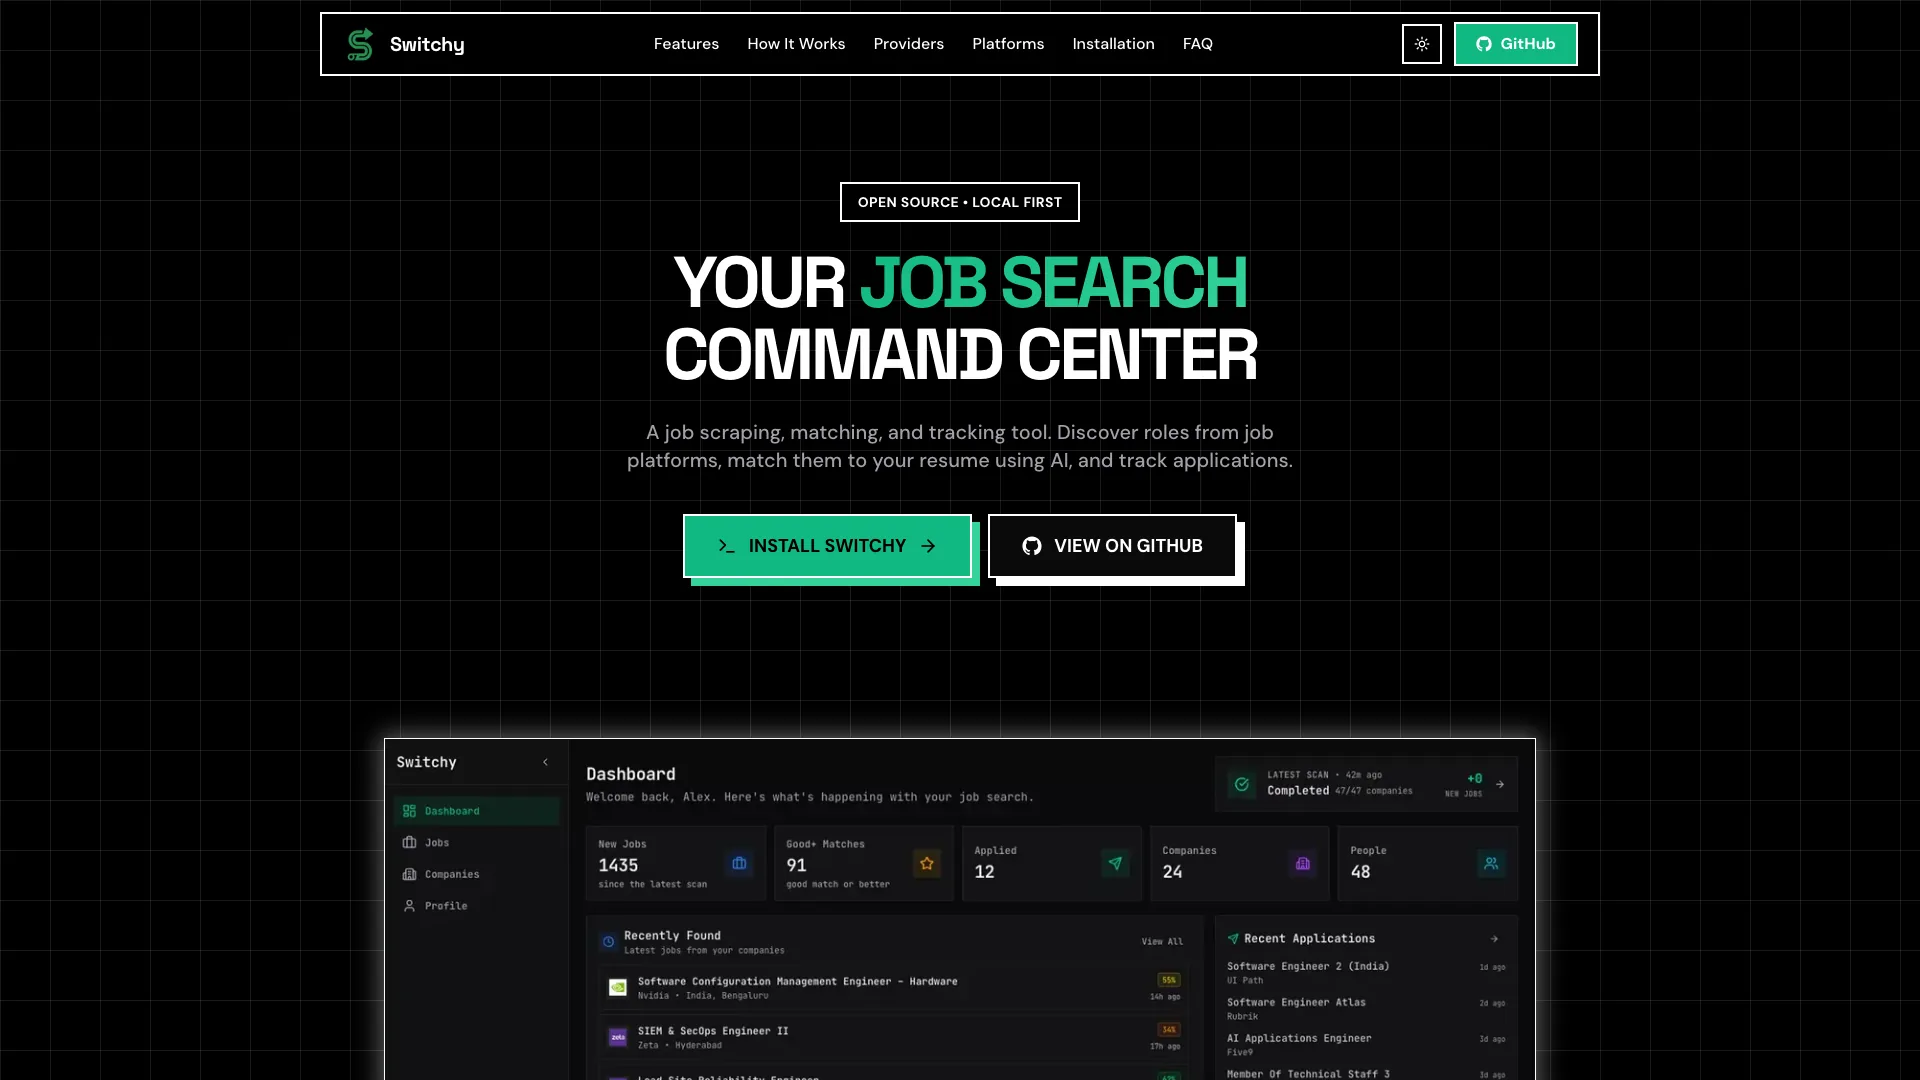 Switchy
Features
How It Works
Providers
Platforms
Installation
FAQ
GitHub
OPEN SOURCE • LOCAL FIRST
YOUR JOB SEARCH
COMMAND CENTER
A job scraping, matching, and tracking tool. Discover roles from job
platforms, match them to your resume using AI, and track applications.
INSTALL SWITCHY
VIEW ON GITHUB
Switchy
Dashboard
Jobs
Companies
Profile
Dashboard
Welcome back, Alex. Here's what's happening with your job search.
LATEST SCAN • 42m ago
Completed 47/47 companies
+0
NEW JOBS
New Jobs
1435
since the latest scan
Good+ Matches
91
good match or better
Applied
12
Companies
24
People
48
Recently Found
Latest jobs from your companies
View All
Software Configuration Management Engineer - Hardware
Nvidia • India, Bengaluru
55%
14h ago
zeta
SIEM & SecOps Engineer II
Zeta • Hyderabad
34%
17h ago
Lead Site Reliability Engineer
Recent Applications
Software Engineer 2 (India)
UI Path
1d ago
Software Engineer Atlas
Rubrik
2d ago
AI Applications Engineer
Five9
3d ago
Member Of Technical Staff 3
3d ago